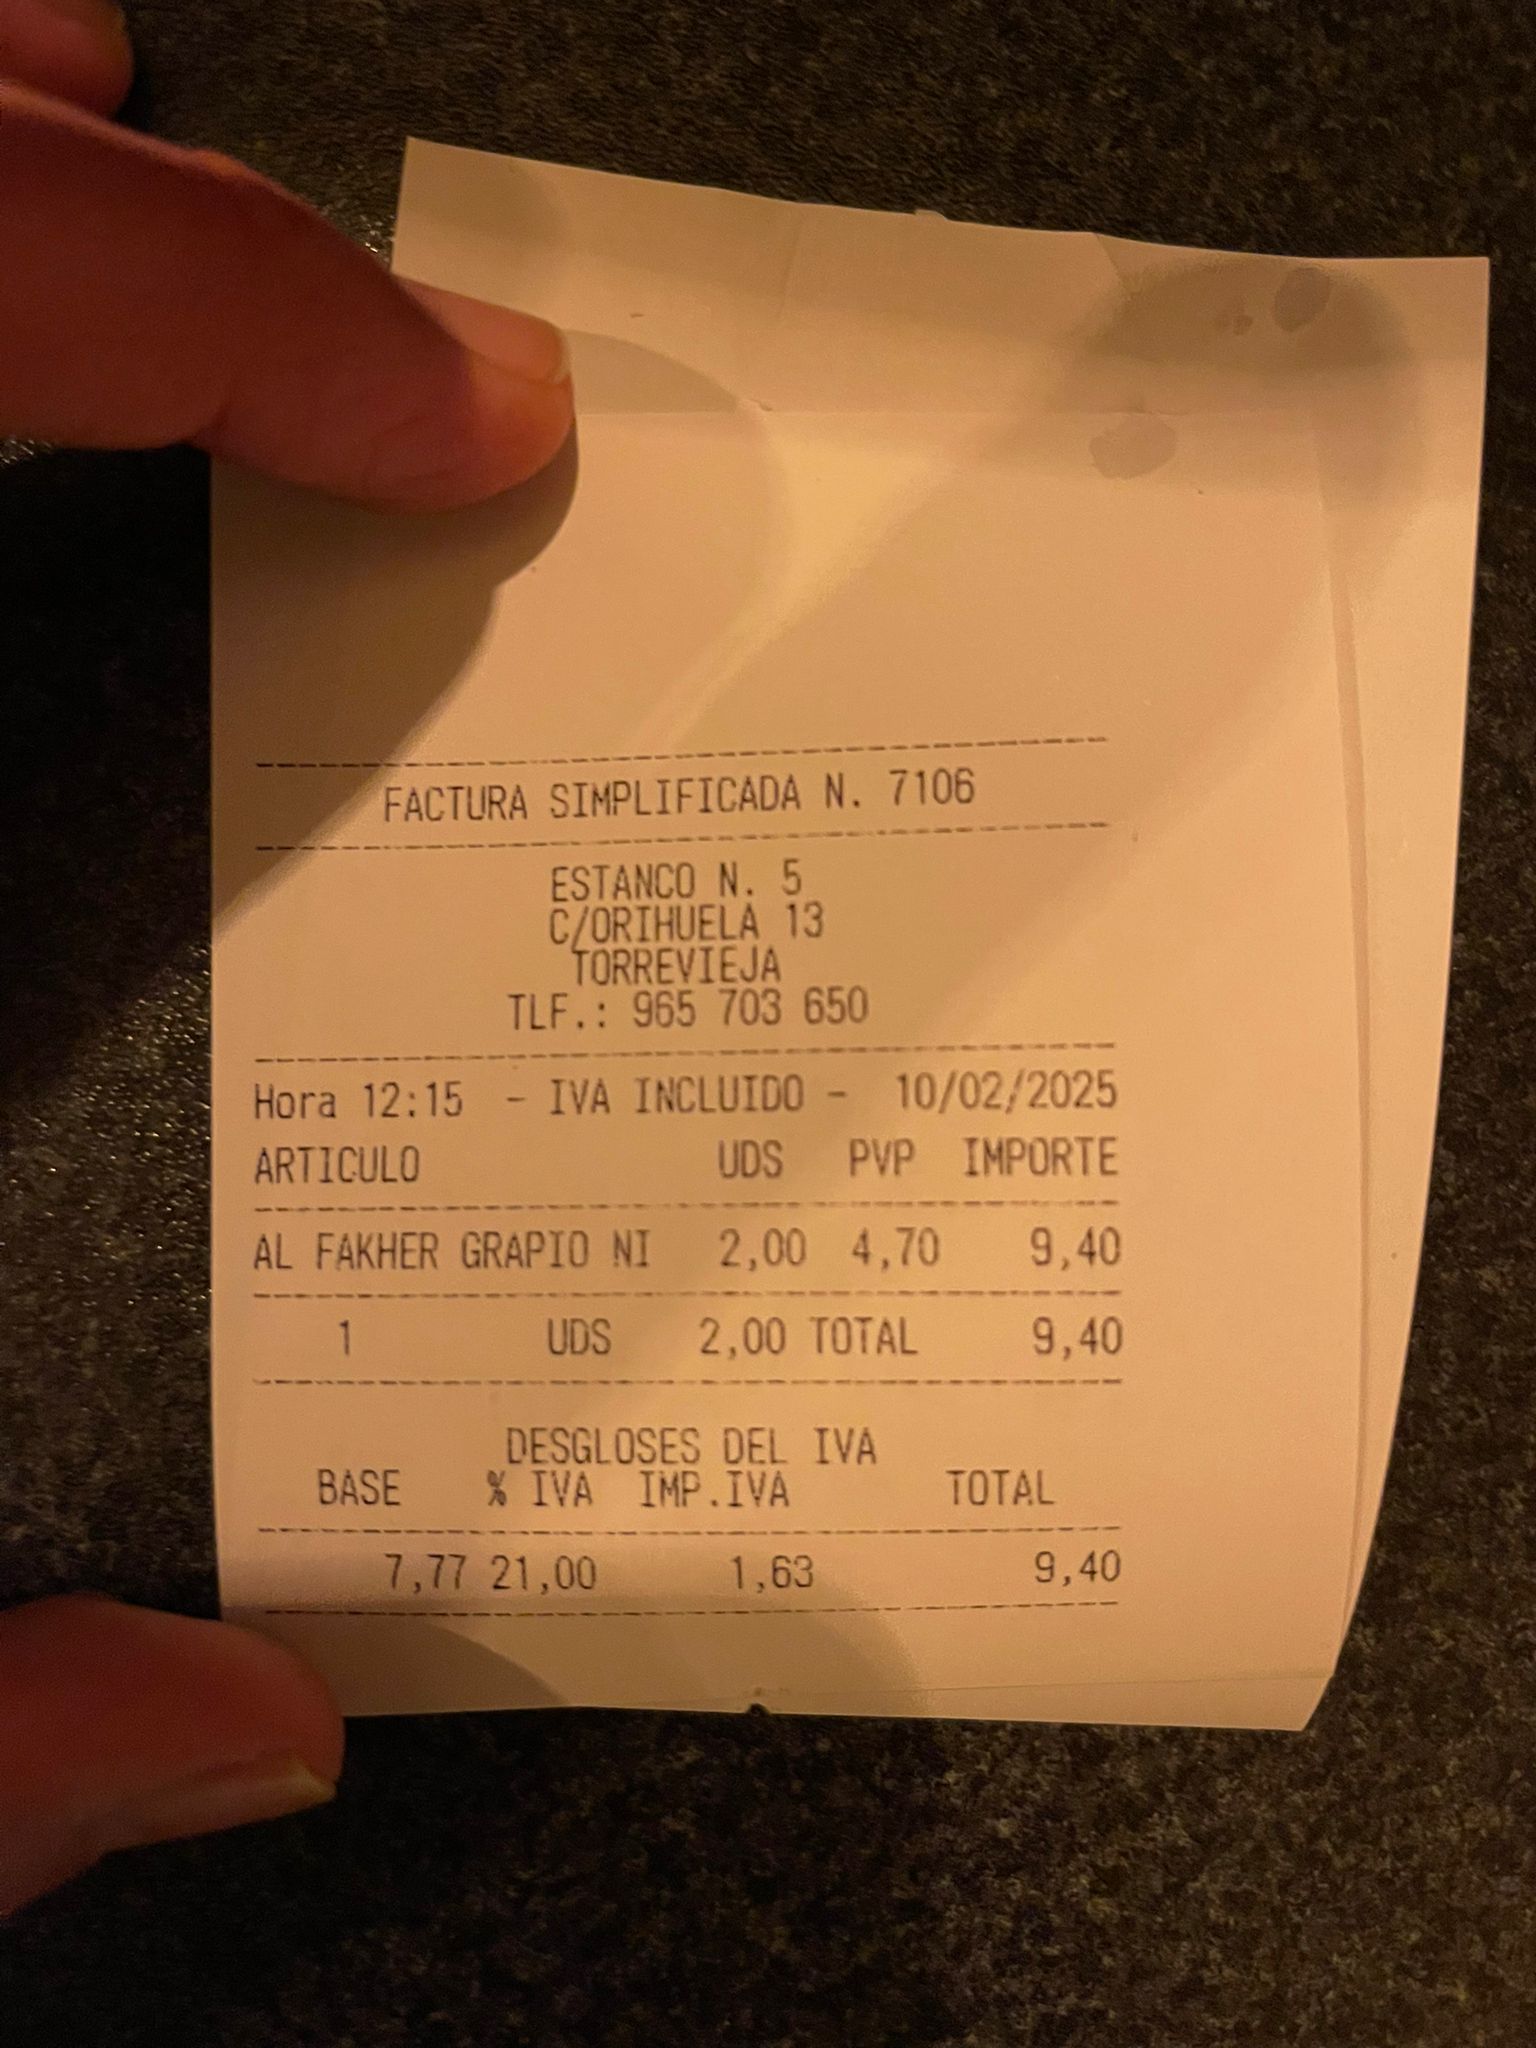 FACTURA SIMPLIFICADA N. 7106
ESTANCO N. 5
C/ORIHUELA 13
TORREVIEJA
TLF.: 965 703 650
Hora 12:15 - IVA INCLUIDO - 10/02/2025
ARTICULO UDS PVP IMPORTE
AL FAKHER GRAPIO NI 2,00 4,70 9,40
1 UDS 2,00 TOTAL 9,40
DESGLOSES DEL IVA
BASE % IVA IMP.IVA TOTAL
7,77 21,00 1,63 9,40